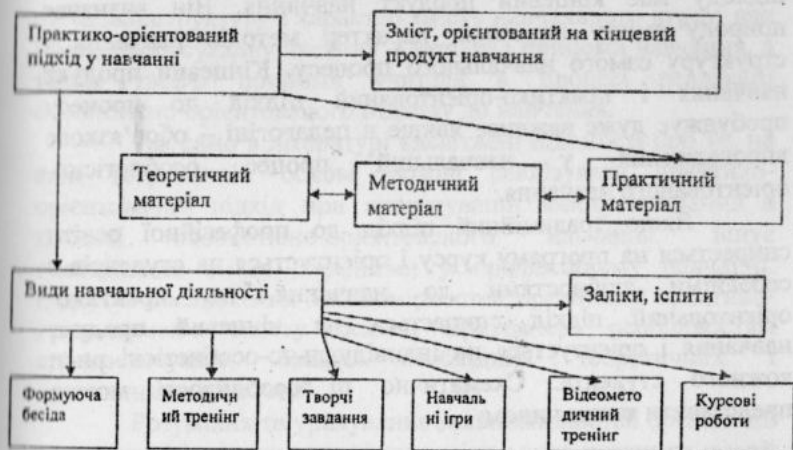 Практико-орієнтований
підхід у навчанні
Зміст, орієнтований на кінцевий
продукт навчання
Теоретичний
матеріал
Методичний
матеріал
Практичний
матеріал
Види навчальної діяльності
Заліки, іспити
Формуюча
бесіда
Методичн
ий тренінг
Творчі
завдання
Навчаль
ні ігри
Відеомето
дичний
тренінг
Курсові
роботи